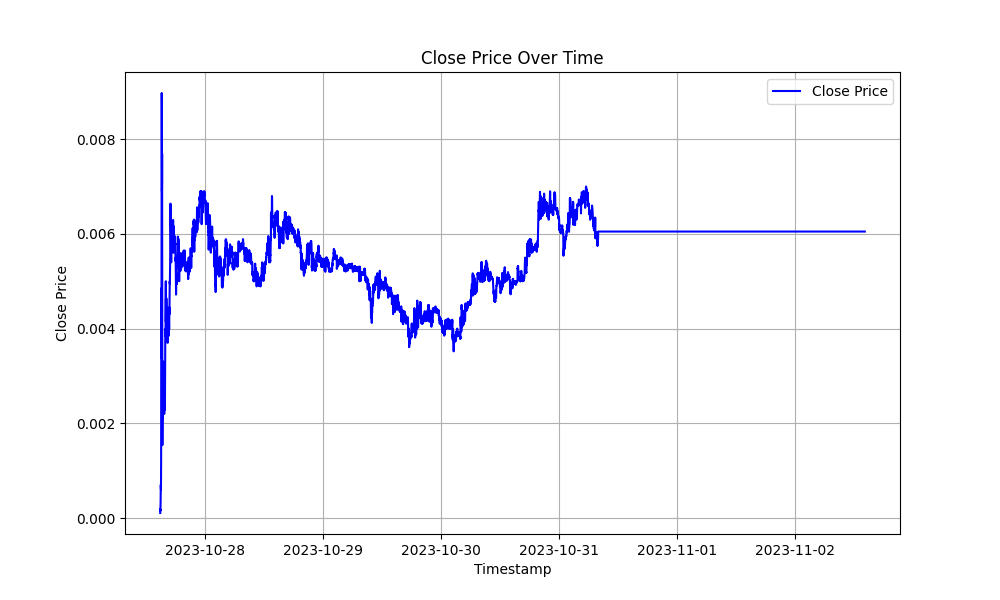 Close Price Over Time
Close Price
0.008
0.006
0.004
0.002
0.000
Close Price
2023-10-28 2023-10-29 2023-10-30 2023-10-31 2023-11-01 2023-11-02
Timestamp